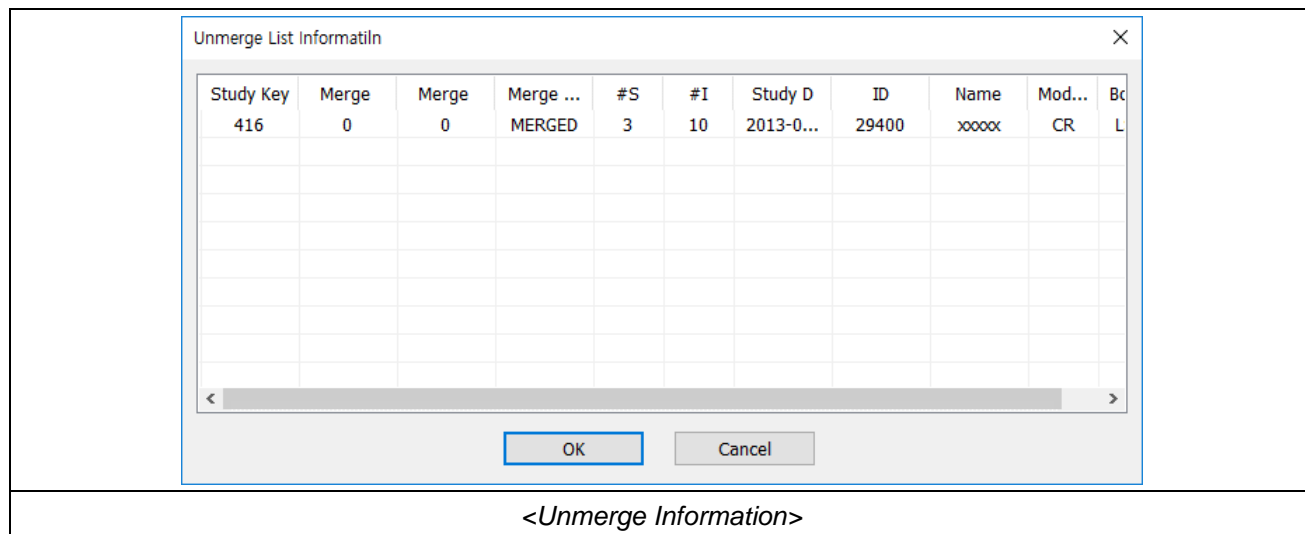 Unmerge List Informatiln
Study Key Merge Merge Merge ... #S #I Study D ID Name Mod... Bc
416 0 0 MERGED 3 10 2013-0... 29400 xxxxx CR L
OK Cancel
<Unmerge Information>